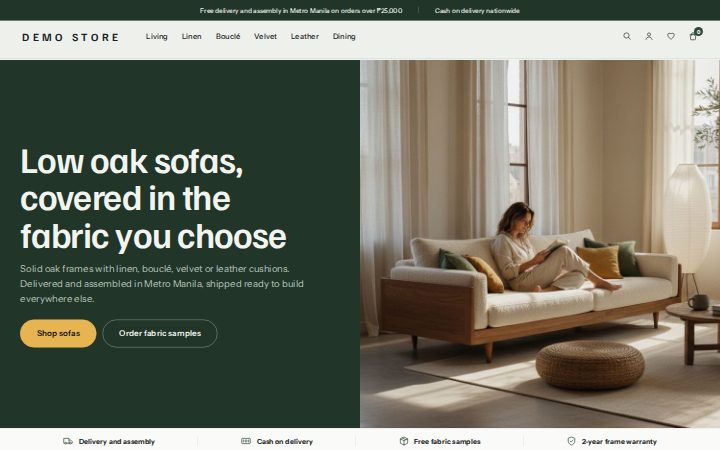 Free delivery and assembly in Metro Manila on orders over ₱25,000
Cash on delivery nationwide
DEMO STORE
Living
Linen
Bouclé
Velvet
Leather
Dining
0
Low oak sofas,
covered in the
fabric you choose
Solid oak frames with linen, bouclé, velvet or leather cushions.
Delivered and assembled in Metro Manila, shipped ready to build
everywhere else.
Shop sofas
Order fabric samples
Delivery and assembly
Cash on delivery
Free fabric samples
2-year frame warranty